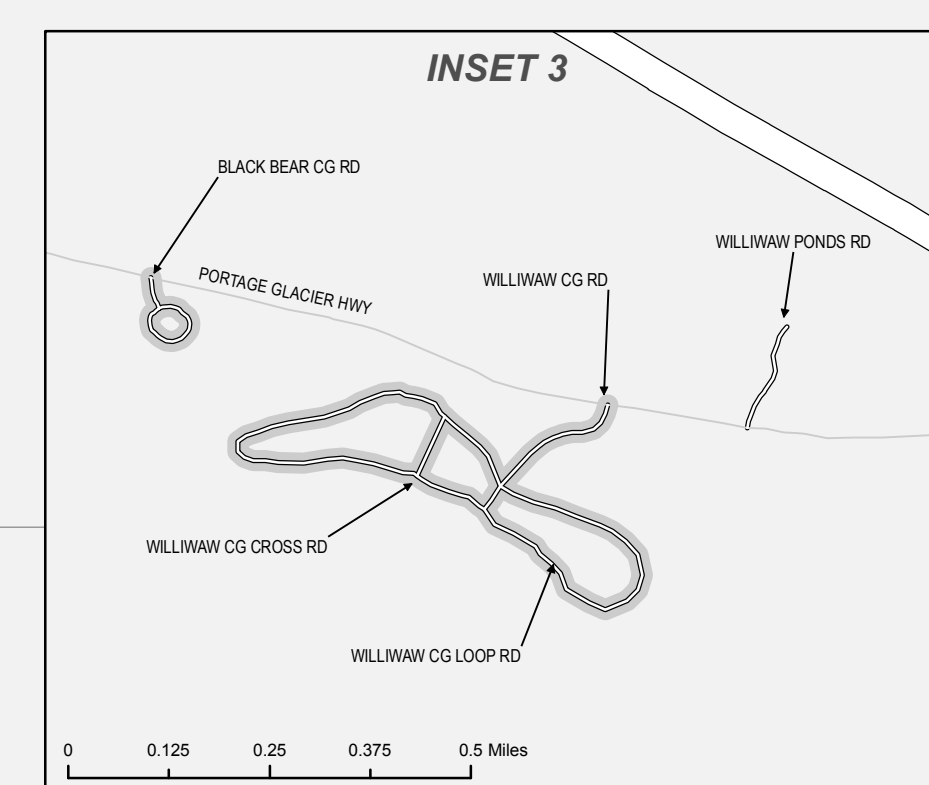 INSET 3
BLACK BEAR CG RD
WILLIWAW PONDS RD
PORTAGE GLACIER HWY
WILLIWAW CG RD
WILLIWAW CG CROSS RD
WILLIWAW CG LOOP RD
0 0.125 0.25 0.375 0.5 Miles